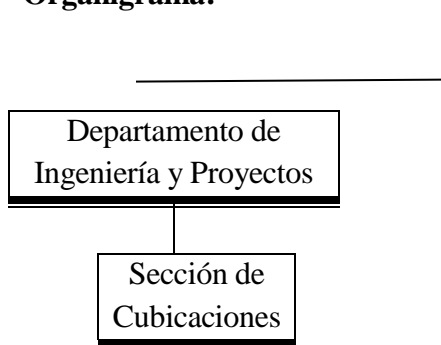 Organigrama:
Departamento de
Ingeniería y Proyectos
Sección de
Cubicaciones